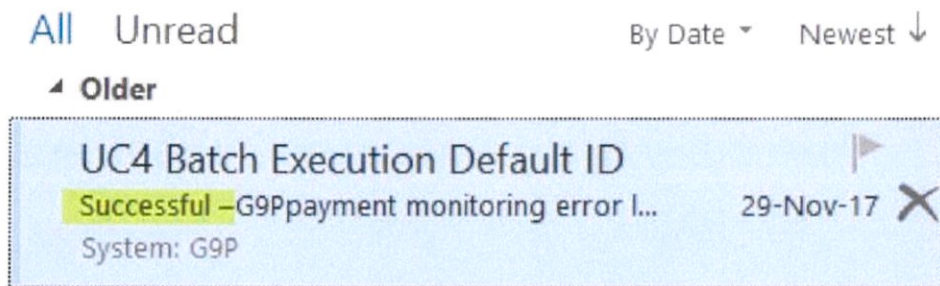 All Unread By Date Newest
Older
UC4 Batch Execution Default ID
Successful –G9Ppayment monitoring error l... 29-Nov-17
System: G9P